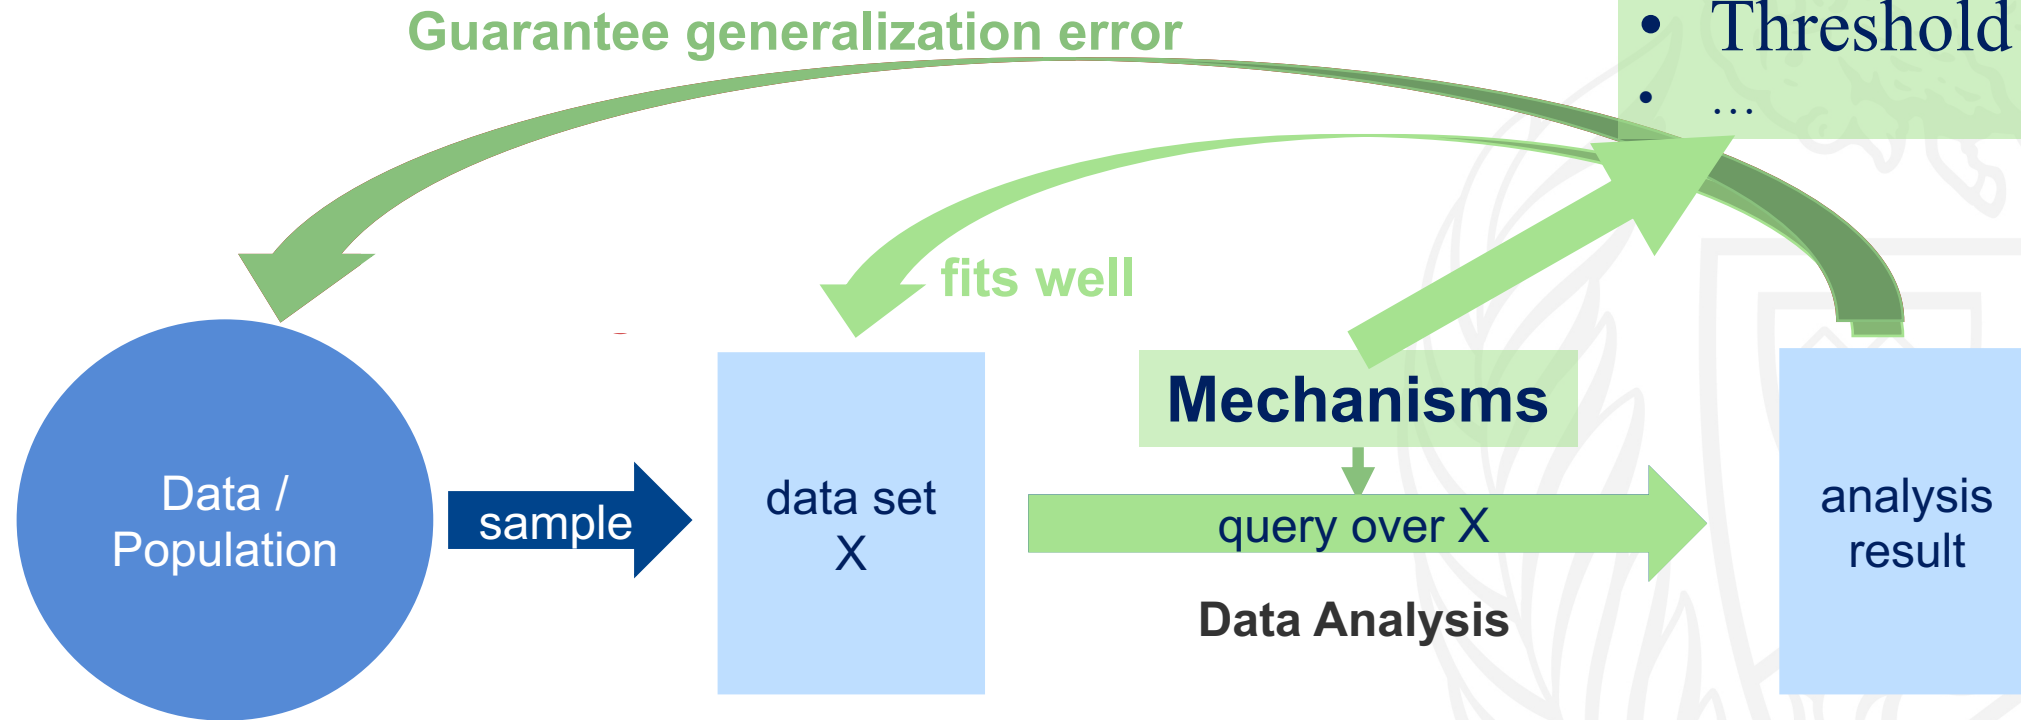 Guarantee generalization error
• Threshold
• …
fits well
Mechanisms
Data /
Population
sample
data set
X
query over X
analysis
result
Data Analysis